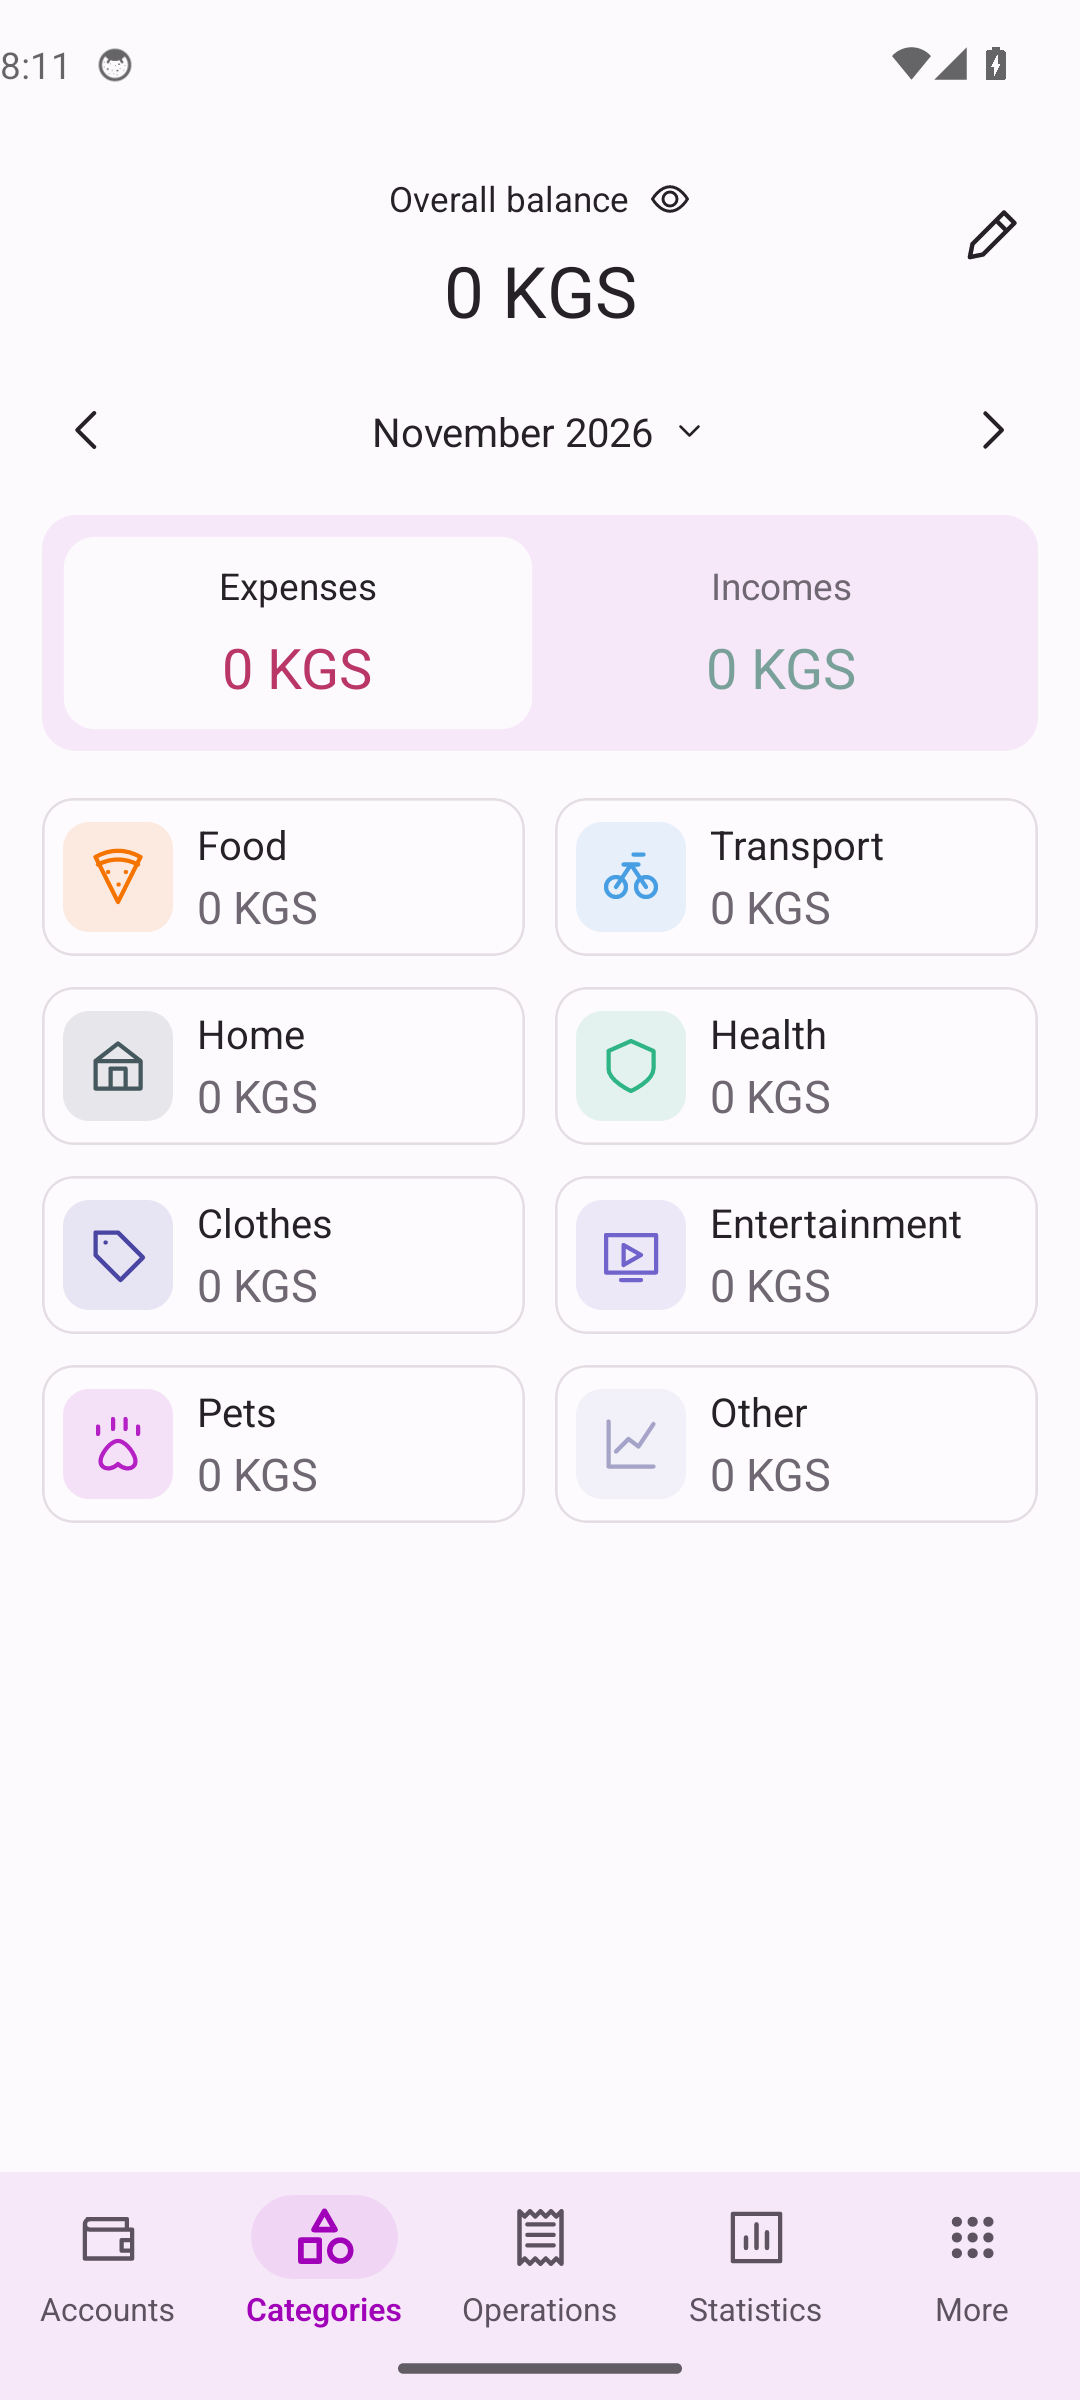 8:11
Overall balance
0 KGS
November 2026
Expenses
0 KGS
Incomes
0 KGS
Food
0 KGS
Transport
0 KGS
Home
0 KGS
Health
0 KGS
Clothes
0 KGS
Entertainment
0 KGS
Pets
0 KGS
Other
0 KGS
Accounts
Categories
Operations
Statistics
More